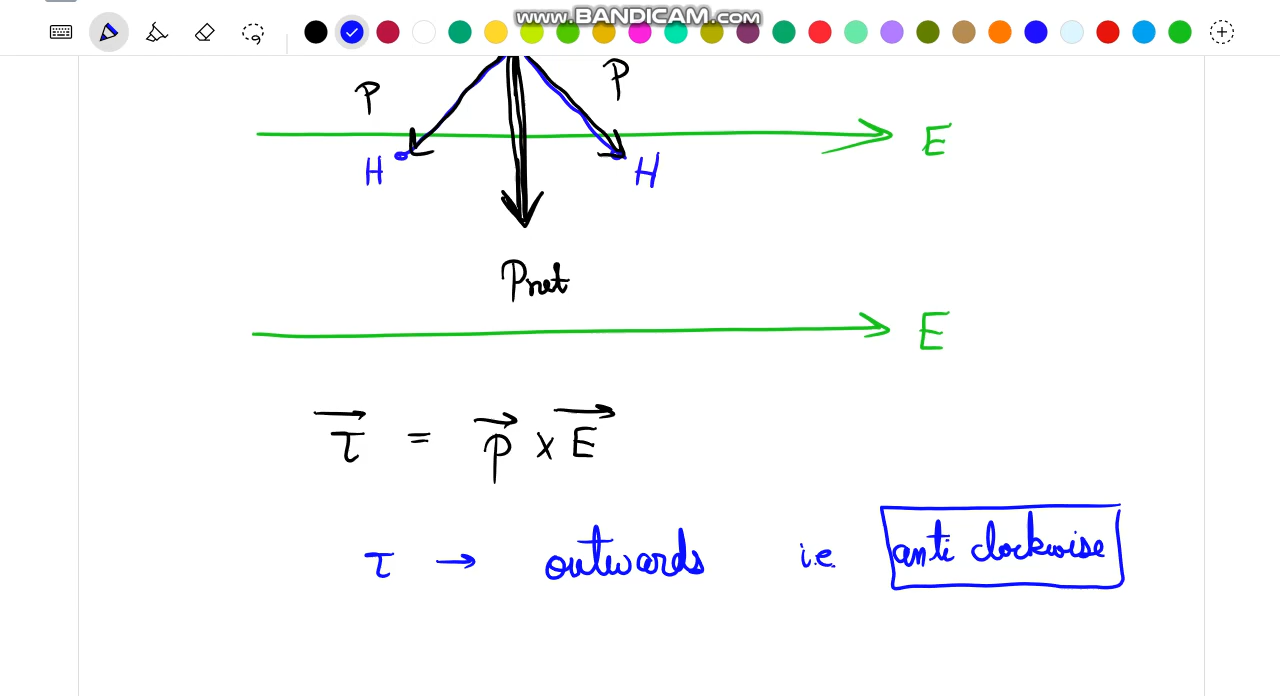 www.BANDICAM.com
P P
E
H H
Pnet
E
τ = p x E
τ → outwards i.e anti clockwise